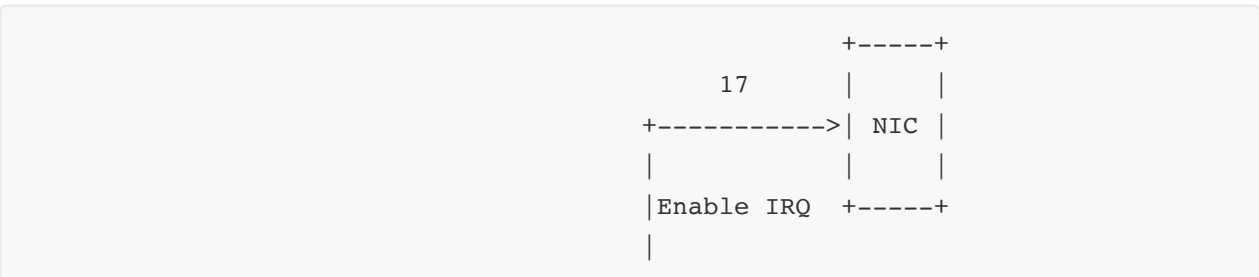 +-----+
                                            17      |     |
                                       +----------->| NIC |
                                       |            |     |
                                       |Enable IRQ  +-----+
                                       |